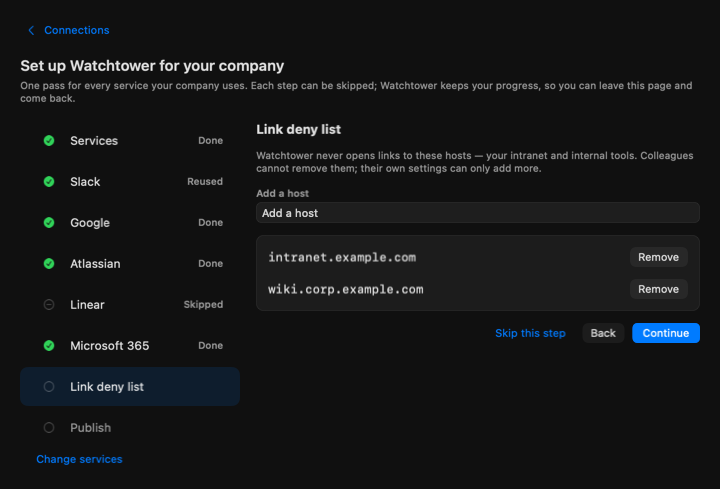 Connections
Set up Watchtower for your company
One pass for every service your company uses. Each step can be skipped; Watchtower keeps your progress, so you can leave this page and
come back.
Services Done
Slack Reused
Google Done
Atlassian Done
Linear Skipped
Microsoft 365 Done
Link deny list
Publish
Change services
Link deny list
Watchtower never opens links to these hosts — your intranet and internal tools. Colleagues
cannot remove them; their own settings can only add more.
Add a host
Add a host
intranet.example.com Remove
wiki.corp.example.com Remove
Skip this step Back Continue